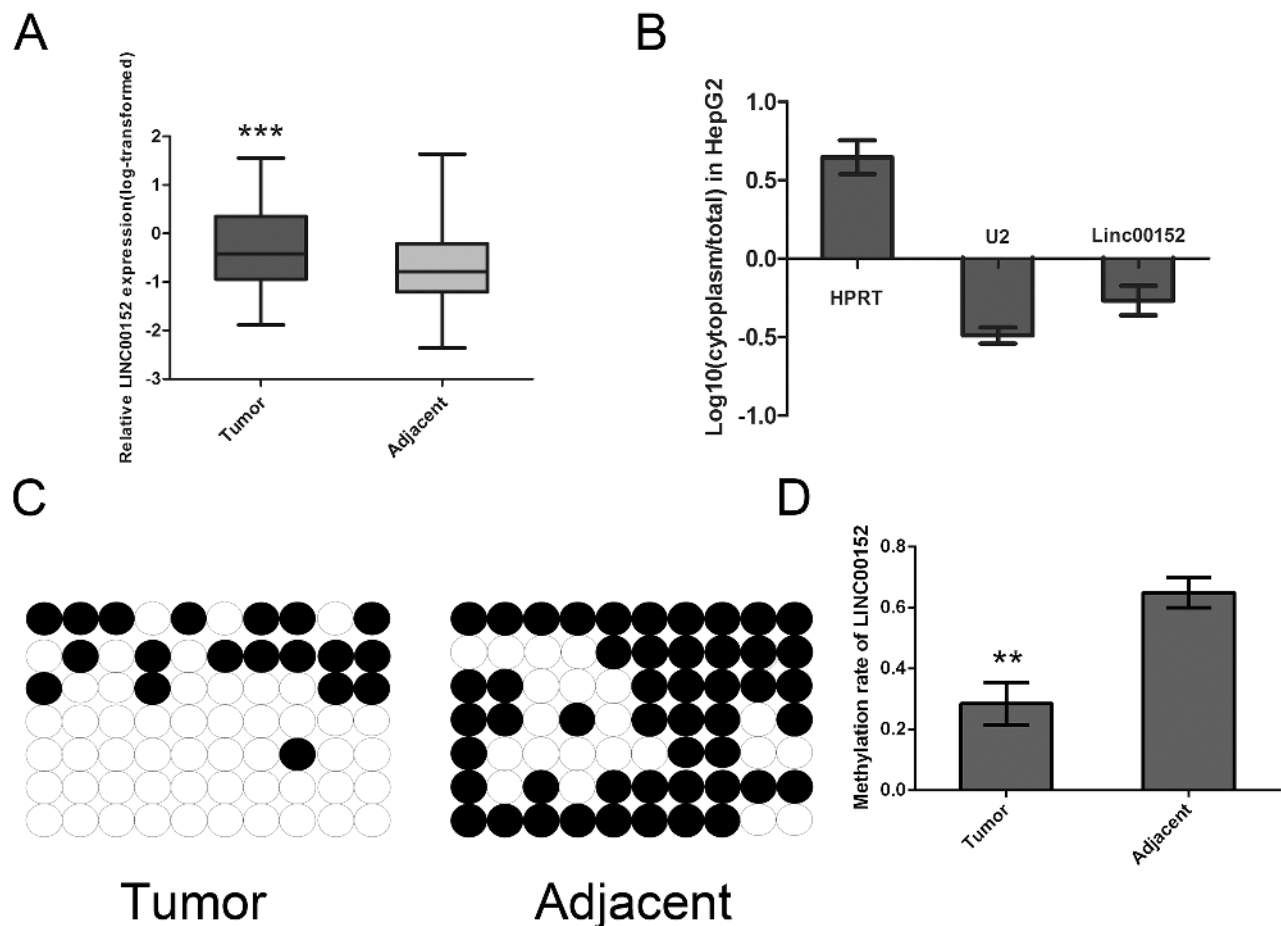 A
Relative LINC00152 expression(log-transformed)
2
1
0
-1
-2
-3
***
Tumor
Adjacent
B
Log10(cytoplasm/total) in HepG2
1.0
0.5
0.0
-0.5
-1.0
HPRT
U2
Linc00152
C
Tumor
Adjacent
D
Methylation rate of LINC00152
0.8
0.6
0.4
0.2
0.0
**
Tumor
Adjacent